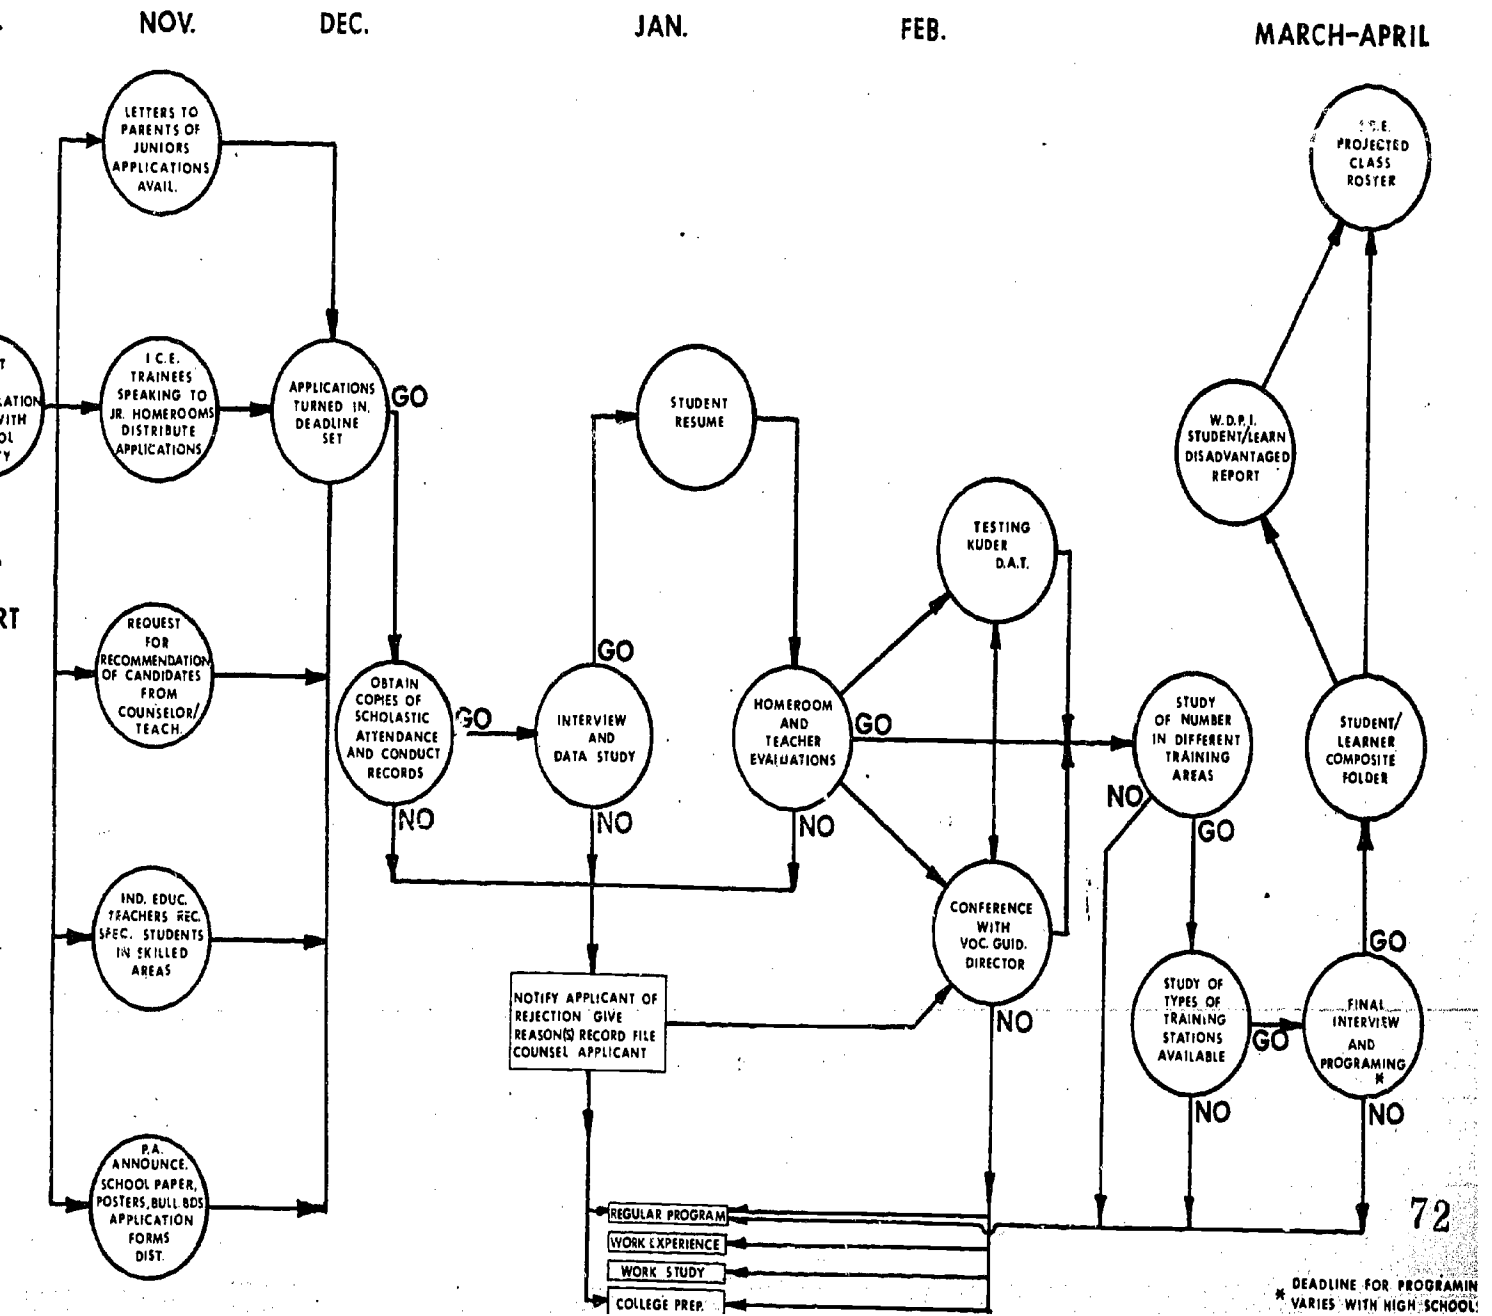 NOV.
DEC.
JAN.
FEB.
MARCH-APRIL
LETTERS TO
PARENTS OF
JUNIORS
APPLICATIONS
AVAIL.
I.C.E.
TRAINEES
SPEAKING TO
JR. HOMEROOMS
DISTRIBUTE
APPLICATIONS
REQUEST
FOR
RECOMMENDATION
OF CANDIDATES
FROM
COUNSELOR/
TEACH.
IND. EDUC.
TEACHERS REC.
SPEC. STUDENTS
IN SKILLED
AREAS
P.A.
ANNOUNCE.
SCHOOL PAPER,
POSTERS, BULL BDS
APPLICATION
FORMS
DIST.
APPLICATIONS
TURNED IN.
DEADLINE
SET
GO
OBTAIN
COPIES OF
SCHOLASTIC
ATTENDANCE
AND CONDUCT
RECORDS
GO
NO
INTERVIEW
AND
DATA STUDY
GO
NO
STUDENT
RESUME
HOMEROOM
AND
TEACHER
EVALUATIONS
GO
NO
NOTIFY APPLICANT OF
REJECTION GIVE
REASON(S) RECORD FILE
COUNSEL APPLICANT
TESTING
KUDER
D.A.T.
CONFERENCE
WITH
VOC. GUID.
DIRECTOR
NO
REGULAR PROGRAM
WORK EXPERIENCE
WORK STUDY
COLLEGE PREP.
STUDY
OF NUMBER
IN DIFFERENT
TRAINING
AREAS
NO
GO
STUDY OF
TYPES OF
TRAINING
STATIONS
AVAILABLE
GO
NO
FINAL
INTERVIEW
AND
PROGRAMING
*
GO
NO
STUDENT/
LEARNER
COMPOSITE
FOLDER
W.D.P.I.
STUDENT/LEARN
DISADVANTAGED
REPORT
PROJECTED
CLASS
ROSTER
72
* DEADLINE FOR PROGRAMIN
VARIES WITH HIGH SCHOOL